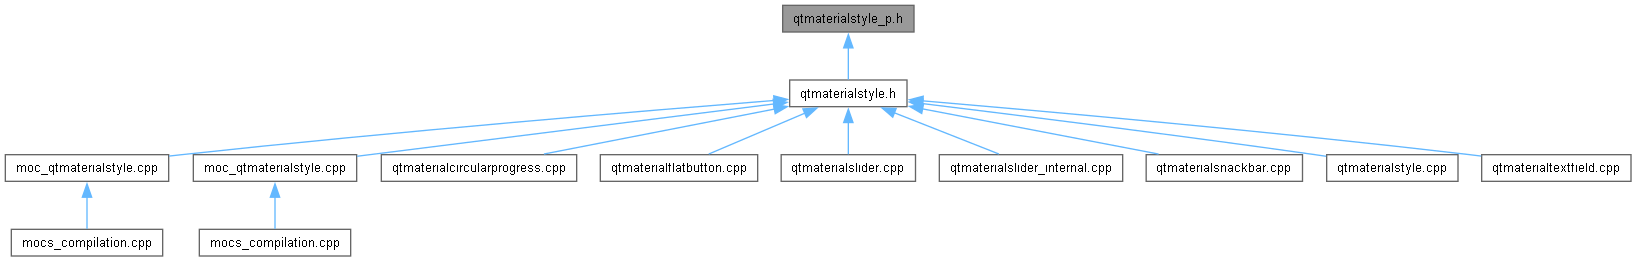 qtmaterialstyle_p.h
qtmaterialstyle.h
moc_qtmaterialstyle.cpp
moc_qtmaterialstyle.cpp
qtmaterialcircularprogress.cpp
qtmaterialflatbutton.cpp
qtmaterialslider.cpp
qtmaterialslider_internal.cpp
qtmaterialsnackbar.cpp
qtmaterialstyle.cpp
qtmaterialtextfield.cpp
mocs_compilation.cpp
mocs_compilation.cpp